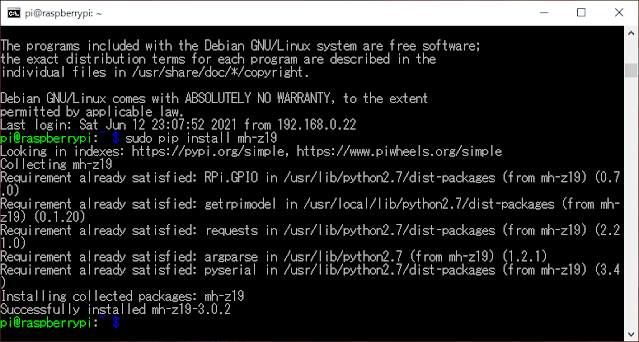 pi@raspberrypi: ~
The programs included with the Debian GNU/Linux system are free software;
the exact distribution terms for each program are described in the
individual files in /usr/share/doc/*/copyright.
Debian GNU/Linux comes with ABSOLUTELY NO WARRANTY, to the extent
permitted by applicable law.
Last login: Sat Jun 12 23:07:52 2021 from 192.168.0.22
pi@raspberrypi:~ $ sudo pip install mh-z19
Looking in indexes: https://pypi.org/simple, https://www.piwheels.org/simple
Collecting mh-z19
Requirement already satisfied: RPi.GPIO in /usr/lib/python2.7/dist-packages (from mh-z19) (0.7
.0)
Requirement already satisfied: getrpimodel in /usr/local/lib/python2.7/dist-packages (from mh-
z19) (0.1.20)
Requirement already satisfied: requests in /usr/lib/python2.7/dist-packages (from mh-z19) (2.2
1.0)
Requirement already satisfied: argparse in /usr/lib/python2.7 (from mh-z19) (1.2.1)
Requirement already satisfied: pyserial in /usr/lib/python2.7/dist-packages (from mh-z19) (3.4
)
Installing collected packages: mh-z19
Successfully installed mh-z19-3.0.2
pi@raspberrypi:~ $